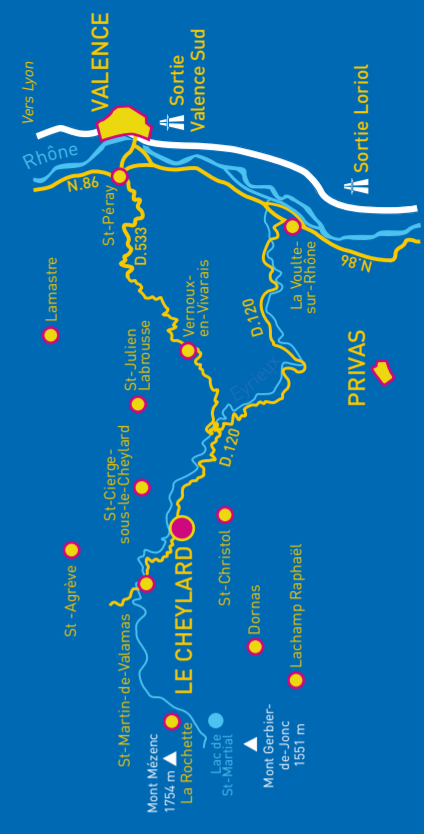 Vers Lyon
VALENCE
Sortie
Valence Sud
Rhône
N.86
St-Péray
D.533
Sortie Loriol
Lamastre
Vernoux-
en-Vivarais
La Voulte-
sur-Rhône
N.86
D.120
St-Julien
Labrousse
Eyrieux
PRIVAS
St-Cierge-
sous-le-Cheylard
D.120
St-Agrève
LE CHEYLARD
St-Christol
St-Martin-de-Valamas
Dornas
Lachamp Raphaël
Mont Mézenc
1754 m
La Rochette
Lac de
St-Martial
Mont Gerbier-
de-Jonc
1551 m